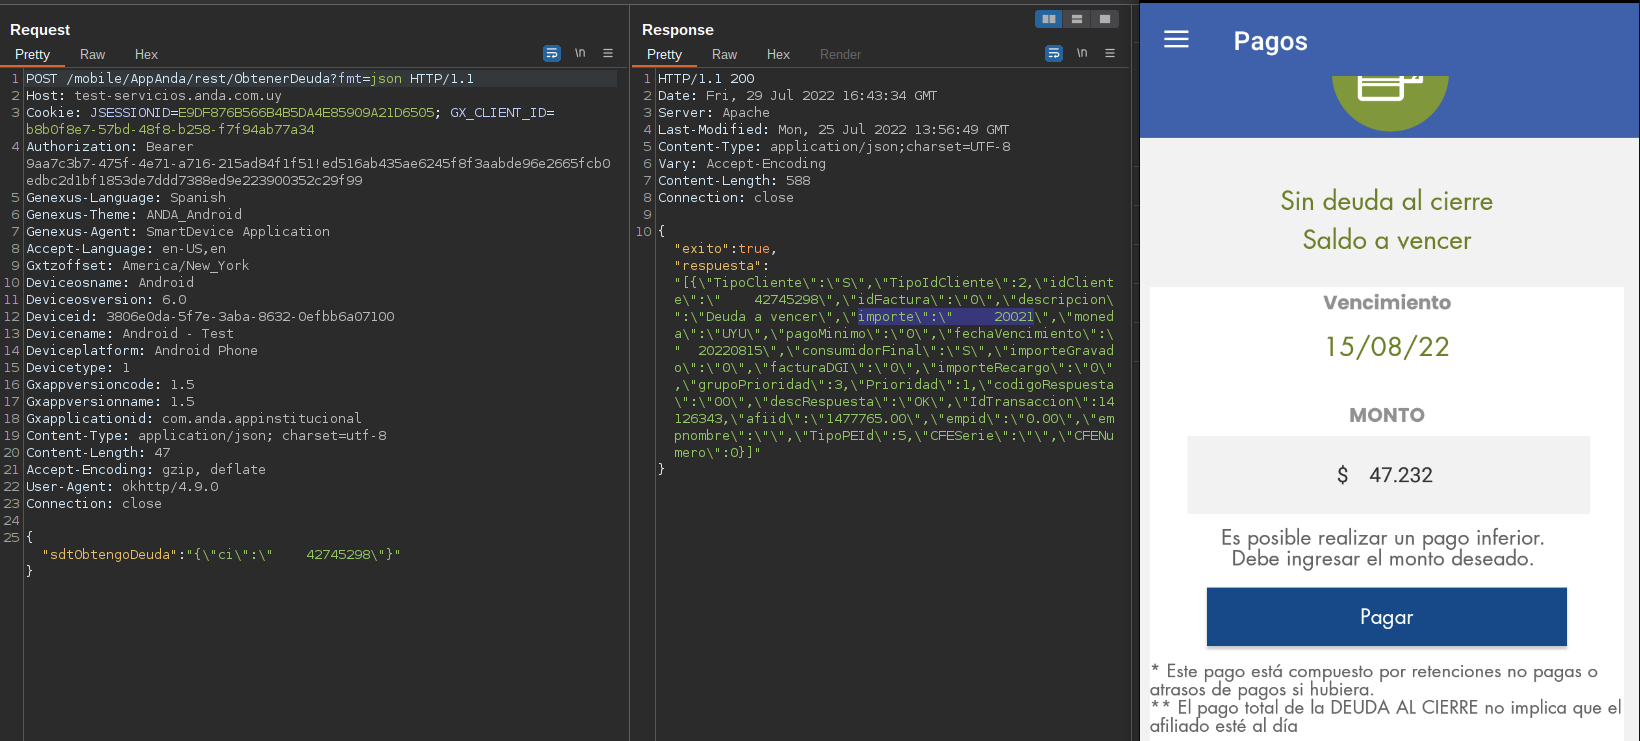 Request
Pretty Raw Hex
\n
1 POST /mobile/AppAnda/rest/ObtenerDeuda?fmt=json HTTP/1.1
2 Host: test-servicios.anda.com.uy
3 Cookie: JSESSIONID=E9DF876B566B4B5DA4E85909A21D6505; GX_CLIENT_ID=
b8b0f8e7-57bd-48f8-b258-f7f94ab77a34
4 Authorization: Bearer
9aa7c3b7-475f-4e71-a716-215ad84f1f51!ed516ab435ae6245f8f3aabde96e2665fcb0
edbc2d1bf1853de7ddd7388ed9e223900352c29f99
5 Genexus-Language: Spanish
6 Genexus-Theme: ANDA_Android
7 Genexus-Agent: SmartDevice Application
8 Accept-Language: en-US,en
9 Gxtzoffset: America/New_York
10 Deviceosname: Android
11 Deviceosversion: 6.0
12 Deviceid: 3806e0da-5f7e-3aba-8632-0efbb6a07100
13 Devicename: Android - Test
14 Deviceplatform: Android Phone
15 Devicetype: 1
16 Gxappversioncode: 1.5
17 Gxappversionname: 1.5
18 Gxapplicationid: com.anda.appinstitucional
19 Content-Type: application/json; charset=utf-8
20 Content-Length: 47
21 Accept-Encoding: gzip, deflate
22 User-Agent: okhttp/4.9.0
23 Connection: close
24
25 {
"sdtObtengoDeuda":"{\"ci\":\"    42745298\"}"
}
Response
Pretty Raw Hex Render
\n
1 HTTP/1.1 200
2 Date: Fri, 29 Jul 2022 16:43:34 GMT
3 Server: Apache
4 Last-Modified: Mon, 25 Jul 2022 13:56:49 GMT
5 Content-Type: application/json;charset=UTF-8
6 Vary: Accept-Encoding
7 Content-Length: 588
8 Connection: close
9
10 {
"exito":true,
"respuesta":
"[{\"TipoCliente\":\"S\",\"TipoIdCliente\":2,\"idClient
e\":\"    42745298\",\"idFactura\":\"0\",\"descripcion\
":\"Deuda a vencer\",\"importe\":\"     20021\",\"moned
a\":\"UYU\",\"pagoMinimo\":\"0\",\"fechaVencimiento\":\
"  20220815\",\"consumidorFinal\":\"S\",\"importeGravad
o\":\"0\",\"facturaDGI\":\"0\",\"importeRecargo\":\"0\"
,\"grupoPrioridad\":3,\"Prioridad\":1,\"codigoRespuesta
\":\"00\",\"descRespuesta\":\"OK\",\"IdTransaccion\":14
126343,\"afiid\":\"1477765.00\",\"empid\":\"0.00\",\"em
pnombre\":\"\",\"TipoPEId\":5,\"CFESerie\":\"\",\"CFENu
mero\":0}]"
}
Pagos
Sin deuda al cierre
Saldo a vencer
Vencimiento
15/08/22
MONTO
$ 47.232
Es posible realizar un pago inferior.
Debe ingresar el monto deseado.
Pagar
* Este pago está compuesto por retenciones no pagas o
atrasos de pagos si hubiera.
** El pago total de la DEUDA AL CIERRE no implica que el
afiliado esté al día